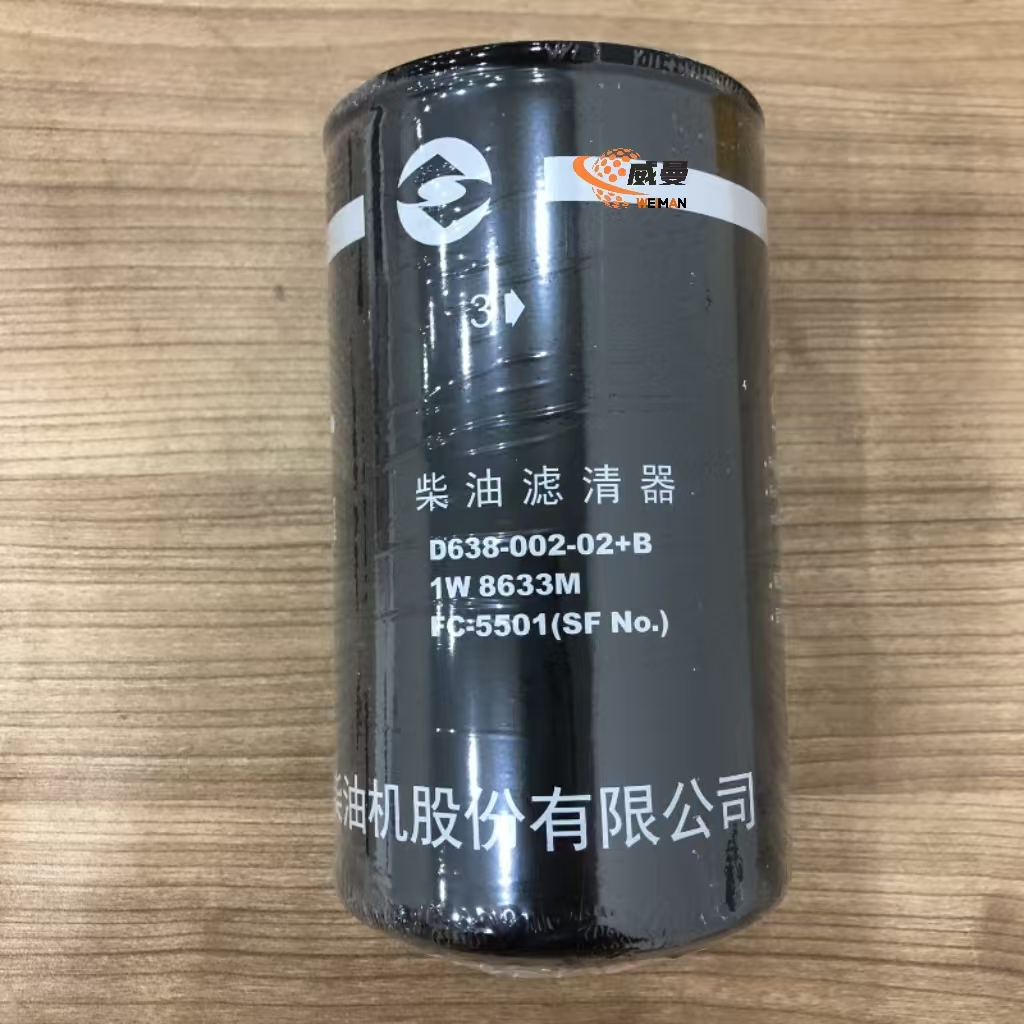 威曼
WEMAN
3
柴油滤清器
D638-002-02+B
1W 8633M
FC-5501(SF No.)
柴油机股份有限公司